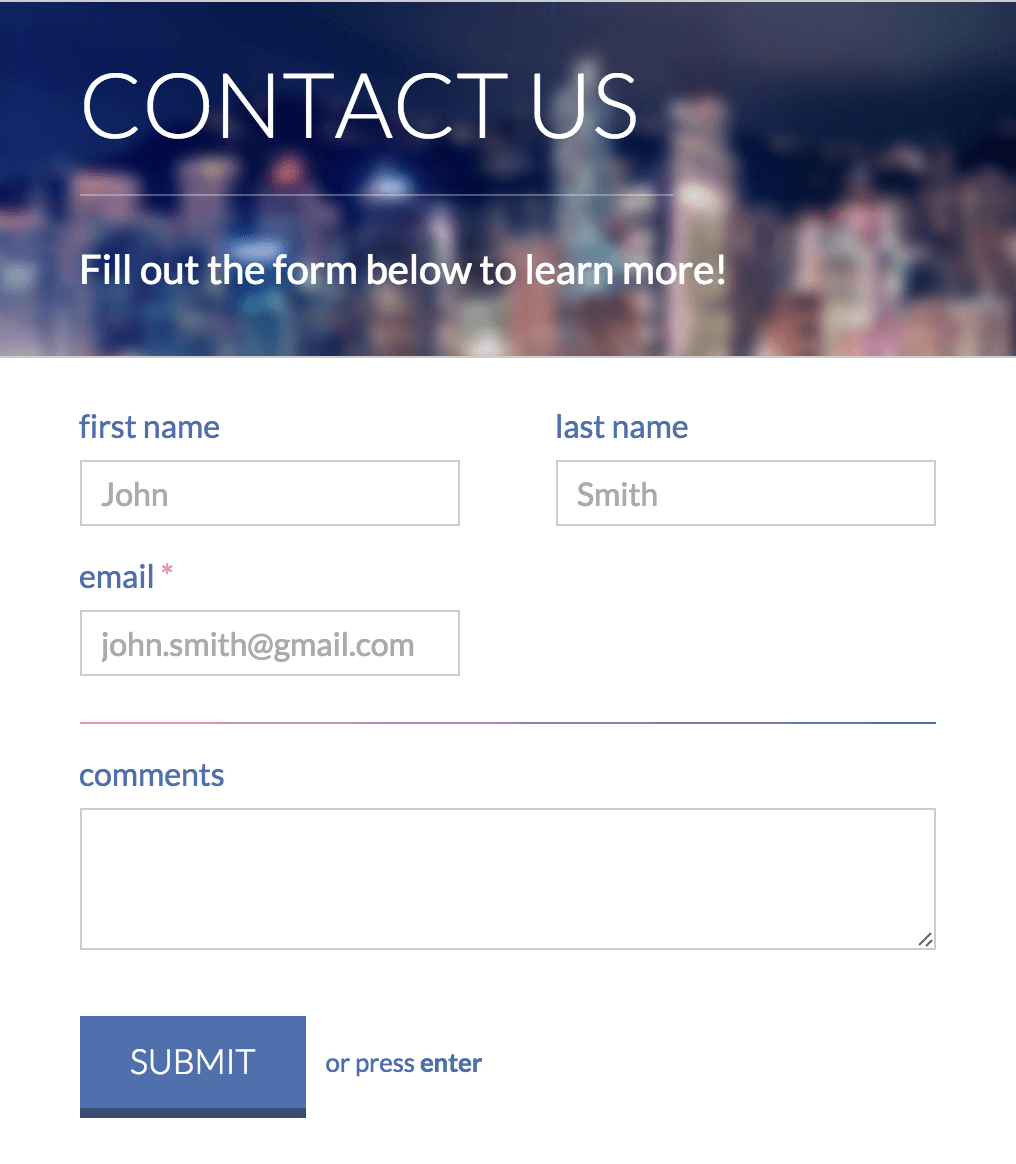 CONTACT US
Fill out the form below to learn more!
first name last name
John Smith
email *
john.smith@gmail.com
comments
SUBMIT or press enter